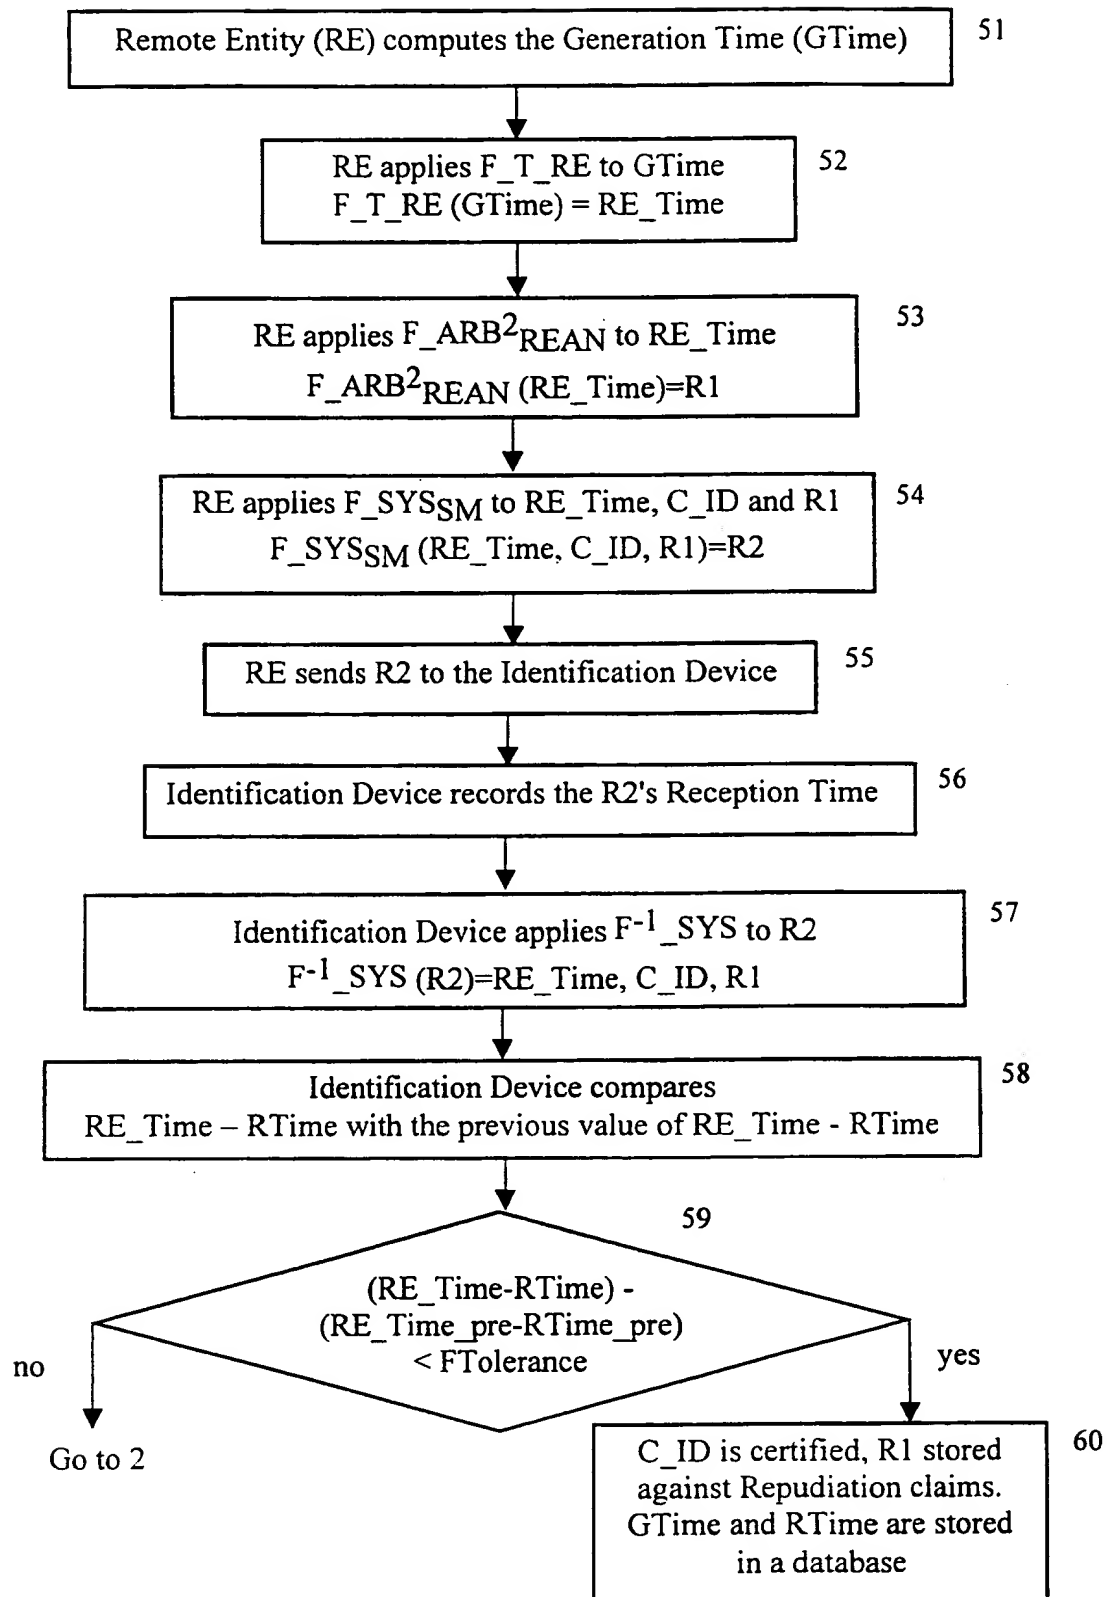 Remote Entity (RE) computes the Generation Time (GTime)
51
RE applies F_T_RE to GTime
F_T_RE (GTime) = RE_Time
52
RE applies F_ARB²REAN to RE_Time
F_ARB²REAN (RE_Time)=R1
53
RE applies F_SYSSM to RE_Time, C_ID and R1
F_SYSSM (RE_Time, C_ID, R1)=R2
54
RE sends R2 to the Identification Device
55
Identification Device records the R2's Reception Time
56
Identification Device applies F⁻¹_SYS to R2
F⁻¹_SYS (R2)=RE_Time, C_ID, R1
57
Identification Device compares
RE_Time – RTime with the previous value of RE_Time - RTime
58
59
(RE_Time-RTime) -
(RE_Time_pre-RTime_pre)
< FTolerance
no
yes
Go to 2
C_ID is certified, R1 stored
against Repudiation claims.
GTime and RTime are stored
in a database
60